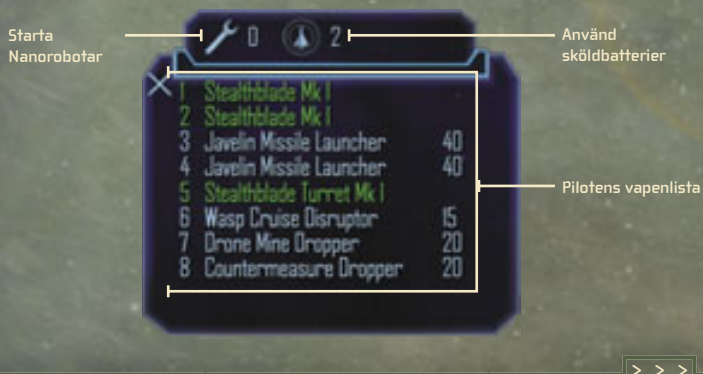 Starta
Nanorobotar
0 2
Använd
sköldbatterier
1 Stealthblade Mk I
2 Stealthblade Mk I
3 Javelin Missile Launcher 40
4 Javelin Missile Launcher 40
5 Stealthblade Turret Mk I
6 Wasp Cruise Disruptor 15
7 Drone Mine Dropper 20
8 Countermeasure Dropper 20
Pilotens vapenlista
> > >